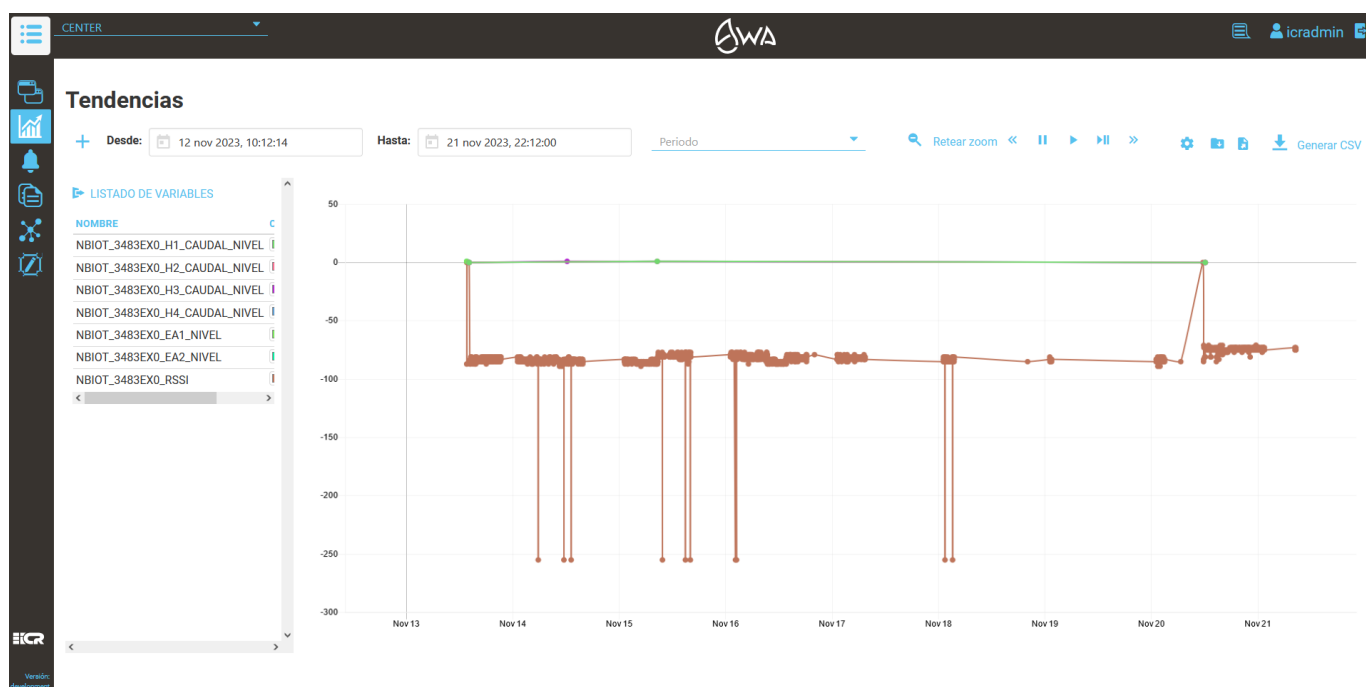 CENTER
AWA
icradmin
Tendencias
Desde: 12 nov 2023, 10:12:14 Hasta: 21 nov 2023, 22:12:00 Periodo Retear zoom Generar CSV
LISTADO DE VARIABLES
NOMBRE C
NBIOT_3483EX0_H1_CAUDAL_NIVEL
NBIOT_3483EX0_H2_CAUDAL_NIVEL
NBIOT_3483EX0_H3_CAUDAL_NIVEL
NBIOT_3483EX0_H4_CAUDAL_NIVEL
NBIOT_3483EX0_EA1_NIVEL
NBIOT_3483EX0_EA2_NIVEL
NBIOT_3483EX0_RSSI
50
0
-50
-100
-150
-200
-250
-300
Nov 13 Nov 14 Nov 15 Nov 16 Nov 17 Nov 18 Nov 19 Nov 20 Nov 21
iCR
Versión:
development